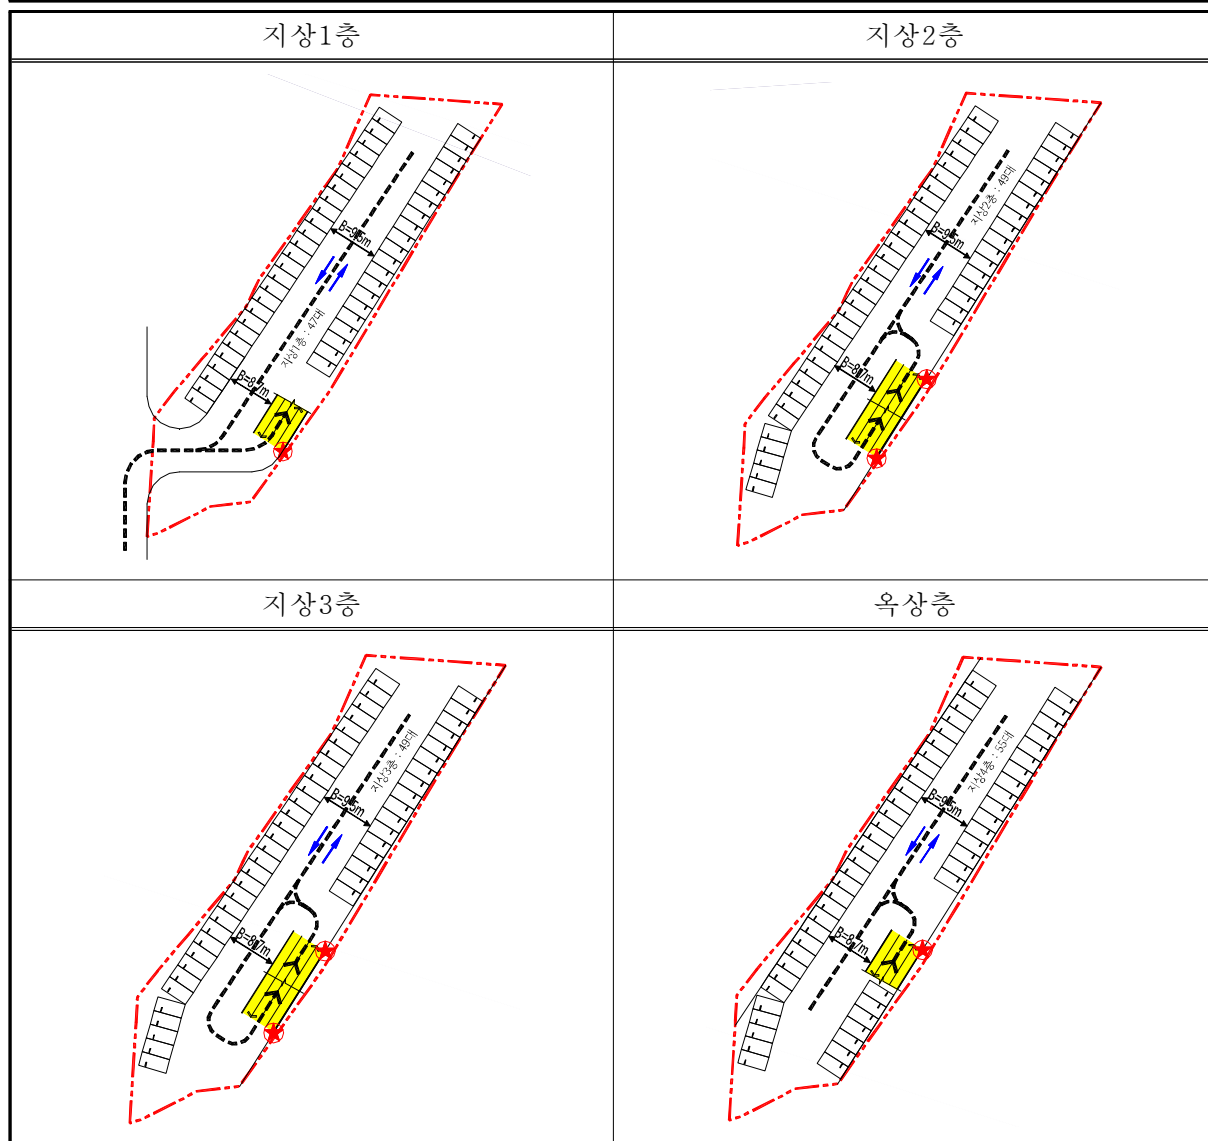 지상1층
지상2층
B=9.5m
지상1층 : 47대
B=8.7m
지상2층 : 49대
B=9.5m
B=8.7m
지상3층
옥상층
지상3층 : 49대
B=9.5m
B=8.7m
지상4층 : 55대
B=9.5m
B=8.7m